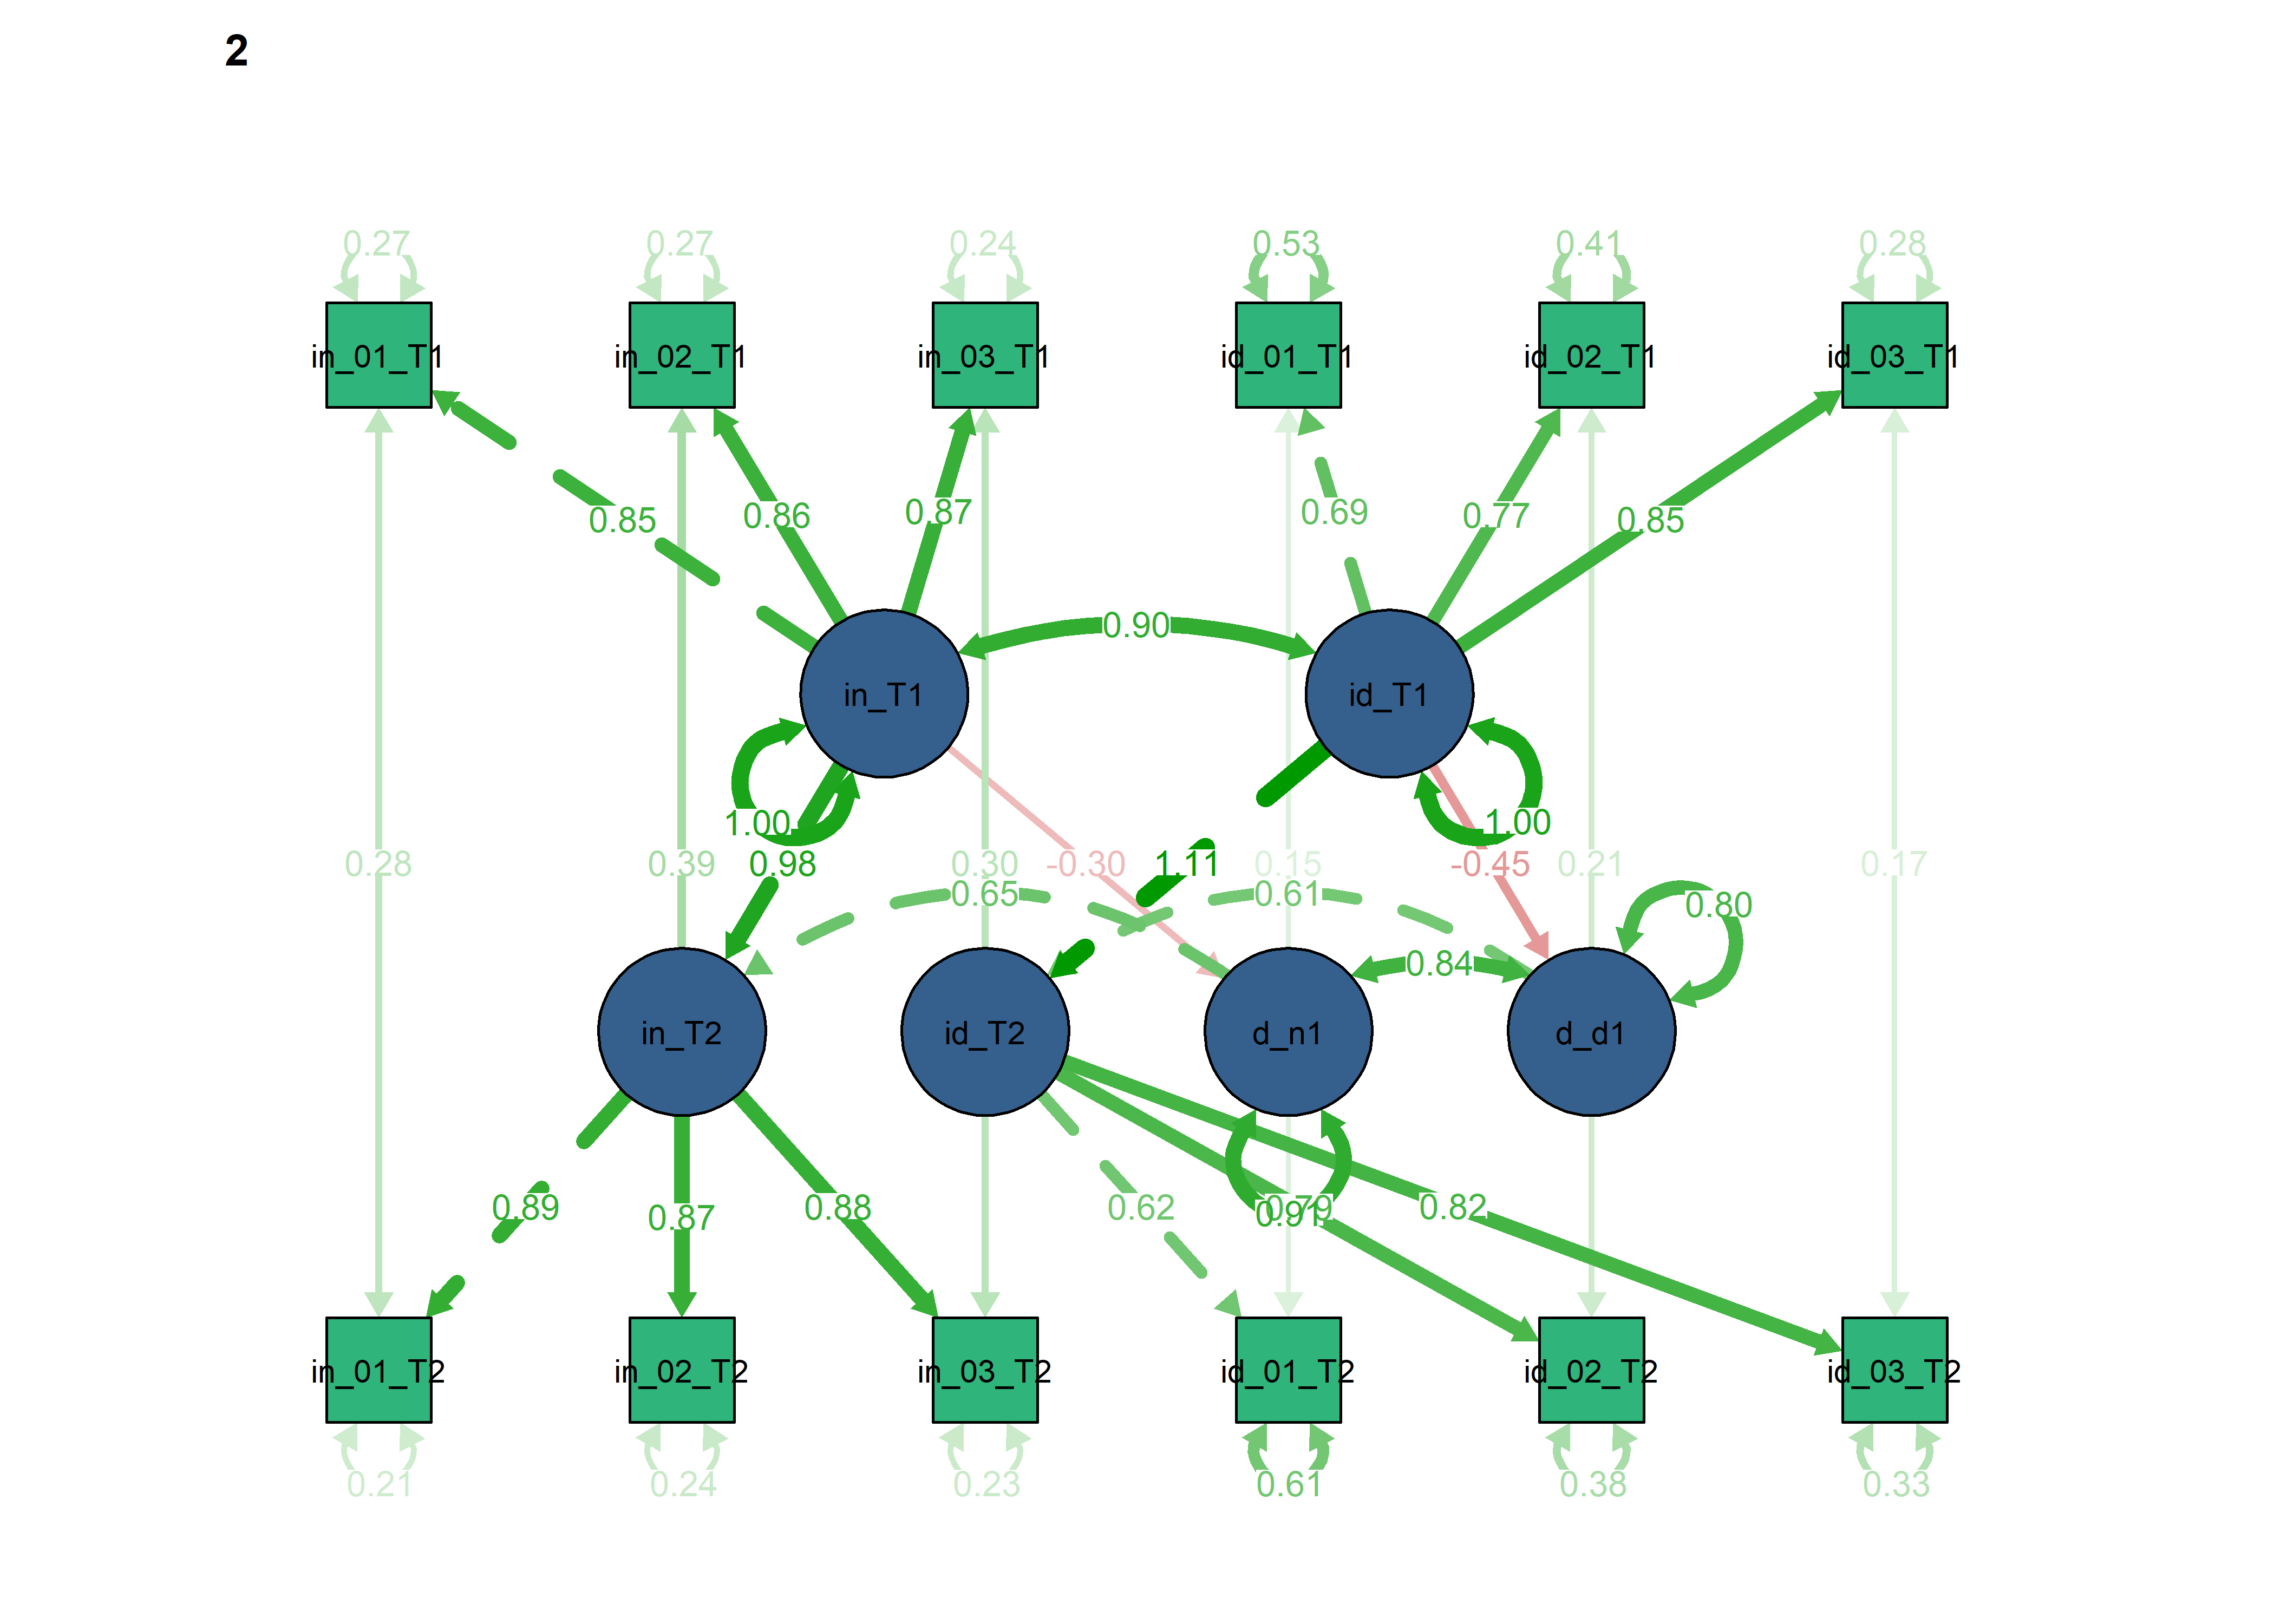 2
0.27 0.27 0.24 0.53 0.41 0.28
in_01_T1 in_02_T1 in_03_T1 id_01_T1 id_02_T1 id_03_T1
0.85 0.86 0.87 0.69 0.77 0.85
0.90
in_T1 id_T1
1.00 1.00
0.28 0.39 0.98 0.30 -0.30 1.11 0.15 -0.45 0.21 0.17
0.65 0.61 0.80
0.84
in_T2 id_T2 d_n1 d_d1
0.89 0.87 0.88 0.62 0.79 0.82
0.91
in_01_T2 in_02_T2 in_03_T2 id_01_T2 id_02_T2 id_03_T2
0.21 0.24 0.23 0.61 0.38 0.33